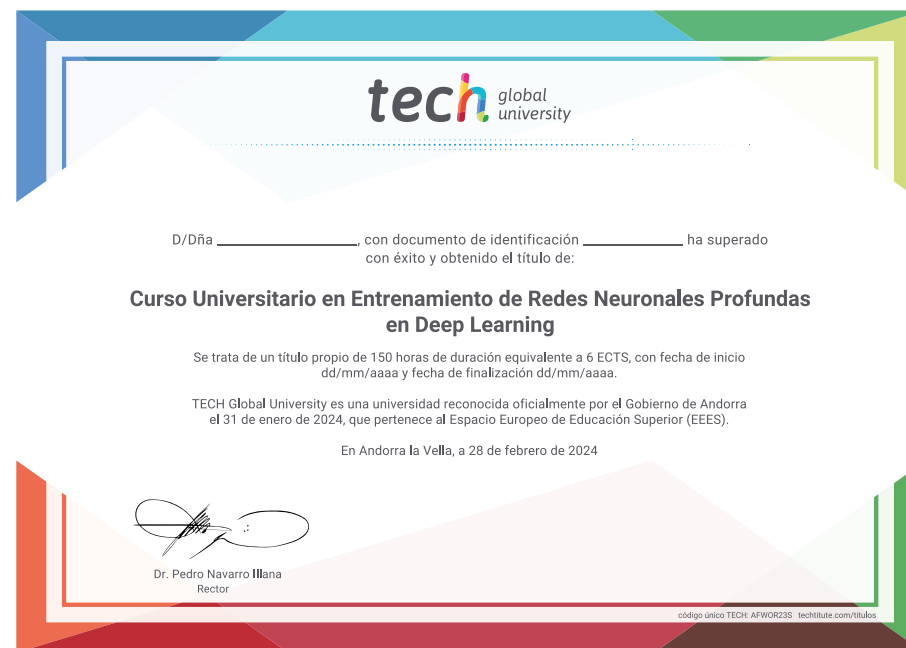 tech global university
D/Dña ____________________, con documento de identificación ______________ ha superado
con éxito y obtenido el título de:
Curso Universitario en Entrenamiento de Redes Neuronales Profundas
en Deep Learning
Se trata de un título propio de 150 horas de duración equivalente a 6 ECTS, con fecha de inicio
dd/mm/aaaa y fecha de finalización dd/mm/aaaa.
TECH Global University es una universidad reconocida oficialmente por el Gobierno de Andorra
el 31 de enero de 2024, que pertenece al Espacio Europeo de Educación Superior (EEES).
En Andorra la Vella, a 28 de febrero de 2024
Dr. Pedro Navarro Illana
Rector
código único TECH: AFWOR23S techtitute.com/titulos